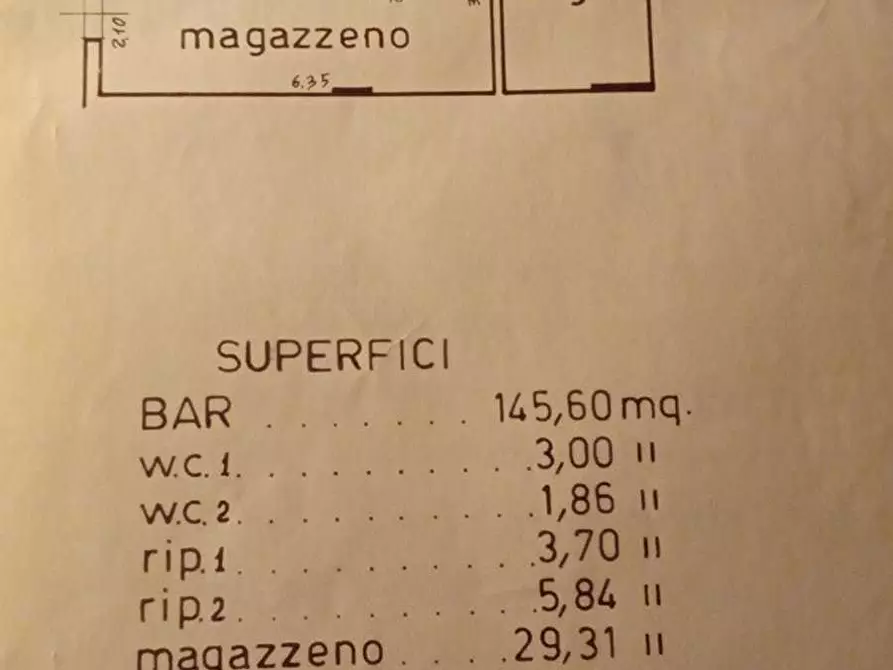 2,10
magazzeno
6.35
SUPERFICI
BAR . . . . . . . 145,60 mq.
w.c. 1. . . . . . . . . . .3,00 "
w.c. 2. . . . . . . . . . .1,86 "
rip. 1 . . . . . . . . . . .3,70 "
rip. 2. . . . . . . . . . .5,84 "
magazzeno . . . .29,31 "